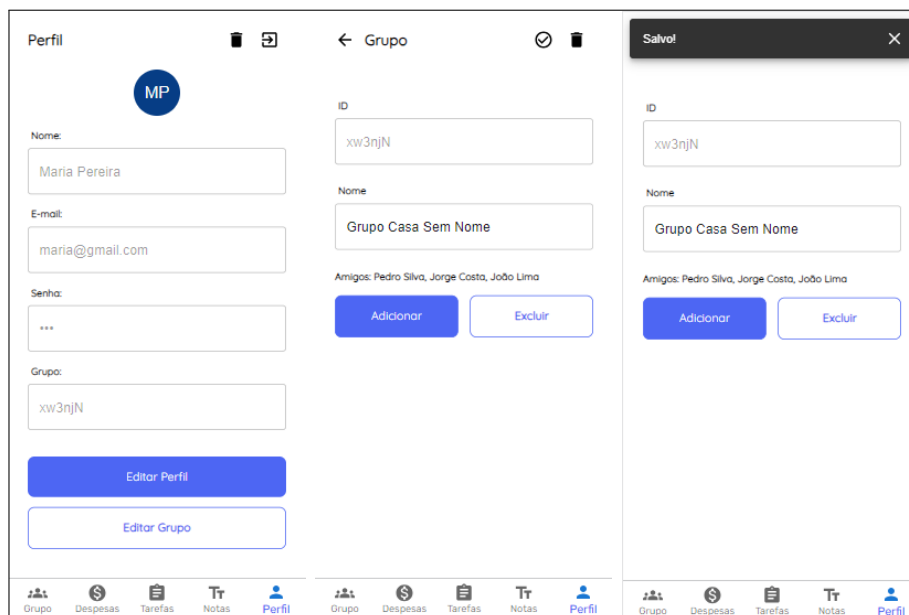 Perfil
MP
Nome:
Maria Pereira
E-mail:
maria@gmail.com
Senha:
•••
Grupo:
xw3njN
Editar Perfil
Editar Grupo
Grupo
Despesas
Tarefas
Notas
Perfil
Grupo
ID
xw3njN
Nome
Grupo Casa Sem Nome
Amigos: Pedro Silva, Jorge Costa, João Lima
Adicionar
Excluir
Grupo
Despesas
Tarefas
Notas
Perfil
Salvo!
ID
xw3njN
Nome
Grupo Casa Sem Nome
Amigos: Pedro Silva, Jorge Costa, João Lima
Adicionar
Excluir
Grupo
Despesas
Tarefas
Notas
Perfil